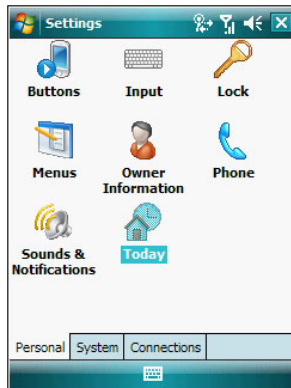 Settings
Buttons
Input
Lock
Menus
Owner
Information
Phone
Sounds &
Notifications
Today
Personal
System
Connections